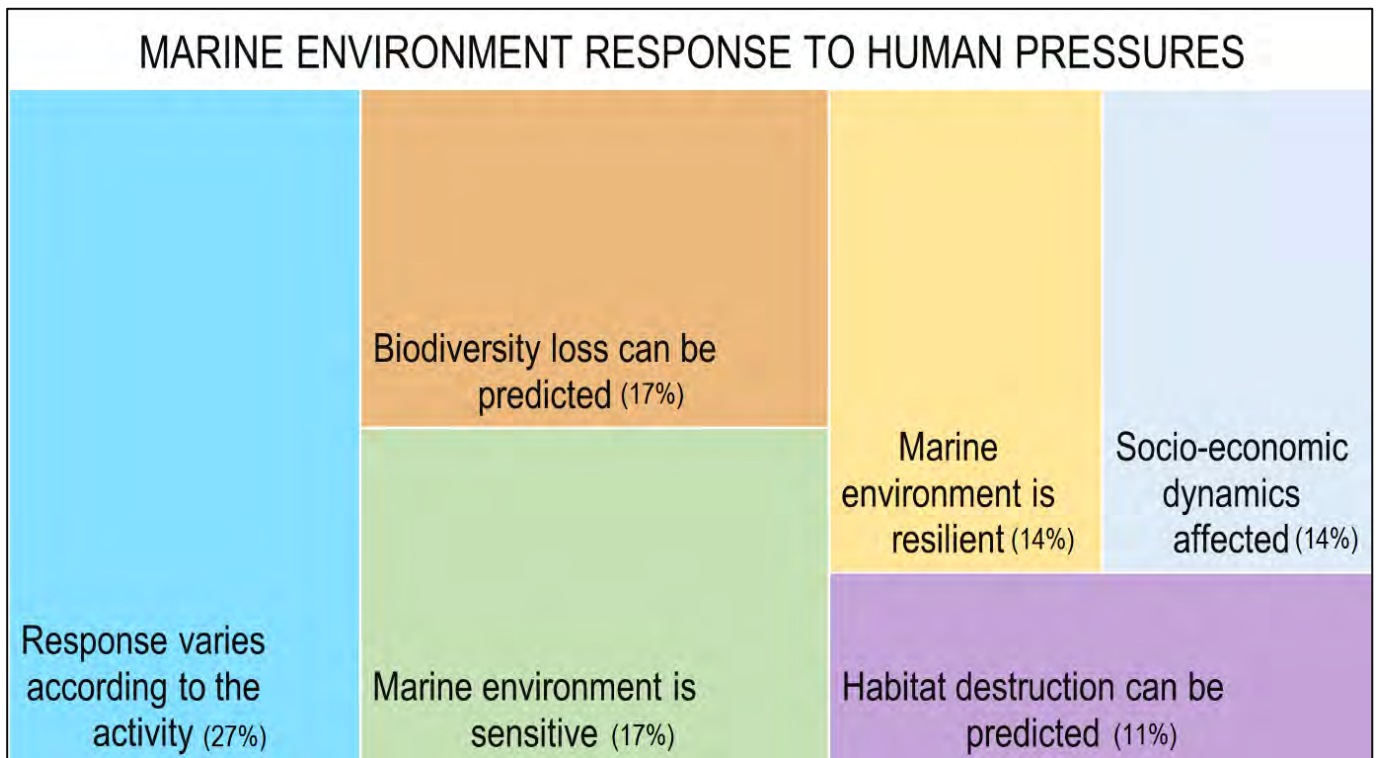 MARINE ENVIRONMENT RESPONSE TO HUMAN PRESSURES
Response varies
according to the
activity (27%)
Biodiversity loss can be
predicted (17%)
Marine environment is
sensitive (17%)
Marine
environment is
resilient (14%)
Socio-economic
dynamics
affected (14%)
Habitat destruction can be
predicted (11%)